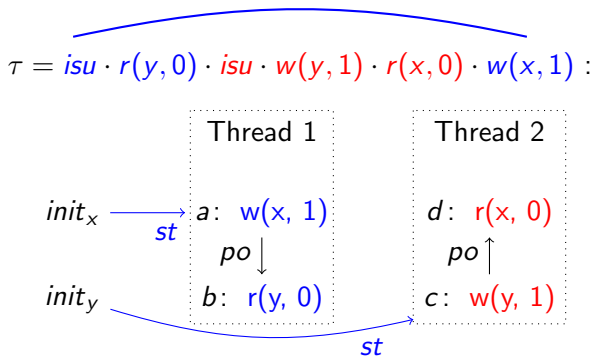 τ = isu · r(y, 0) · isu · w(y, 1) · r(x, 0) · w(x, 1) :
Thread 1 Thread 2
init_x st a: w(x, 1) d: r(x, 0)
po po
init_y b: r(y, 0) c: w(y, 1)
st